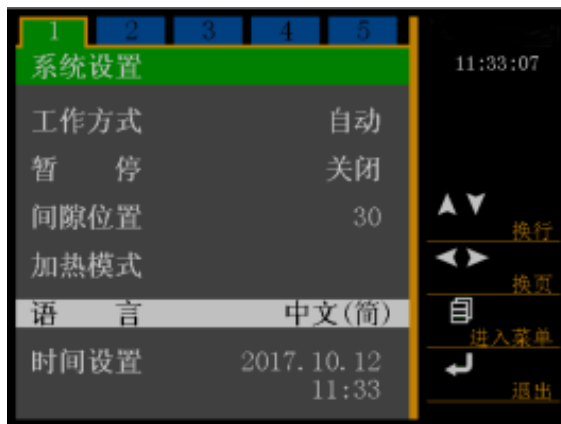 1 2 3 4 5
系统设置
11:33:07
工作方式 自动
暂 停 关闭
间隙位置 30
加热模式
语 言 中文(简)
时间设置 2017.10.12
11:33
换行
换页
进入菜单
退出